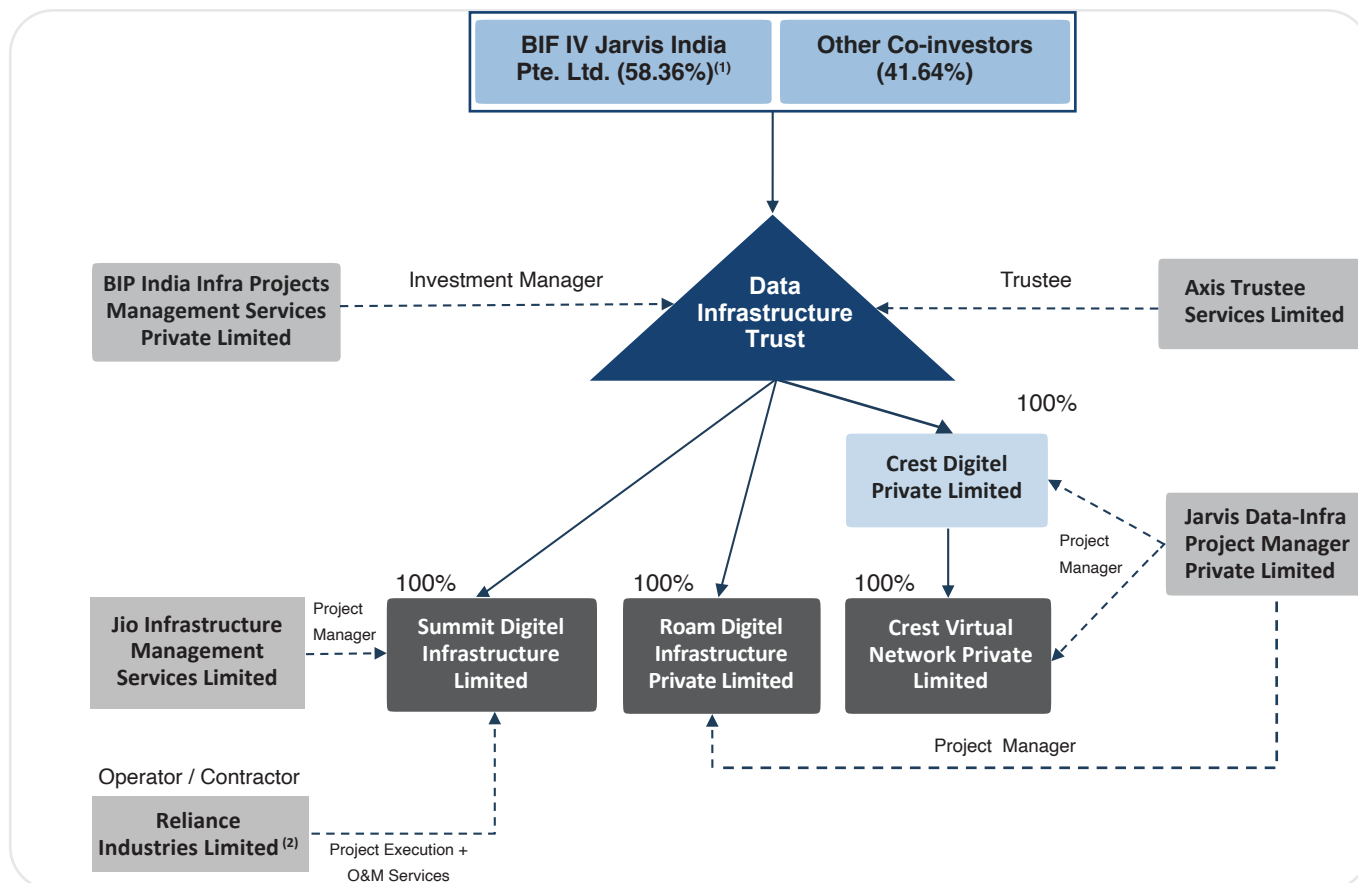 BIF IV Jarvis India
Pte. Ltd. (58.36%)(1)
Other Co-investors
(41.64%)
BIP India Infra Projects
Management Services
Private Limited
Investment Manager
Data
Infrastructure
Trust
Trustee
Axis Trustee
Services Limited
100%
Crest Digitel
Private Limited
Project
Manager
Jarvis Data-Infra
Project Manager
Private Limited
Jio Infrastructure
Management
Services Limited
Project
Manager
100%
Summit Digitel
Infrastructure
Limited
100%
Roam Digitel
Infrastructure
Private Limited
100%
Crest Virtual
Network Private
Limited
Project Manager
Operator / Contractor
Reliance
Industries Limited (2)
Project Execution +
O&M Services